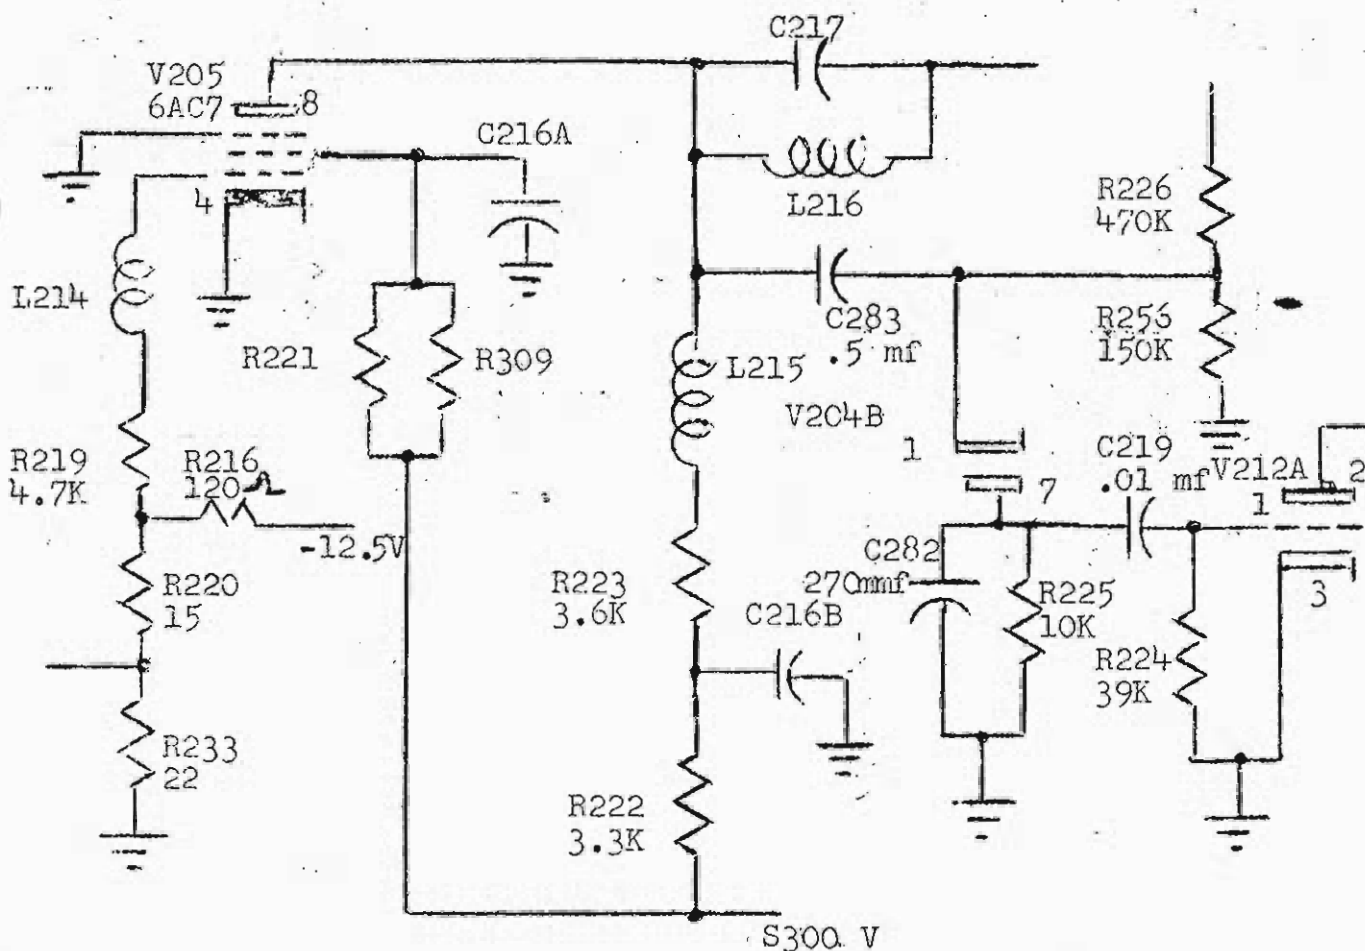 C217
V205
6AC7
8
C216A
4
L216
R226
470K
L214
C283
.5 mf
R256
150K
R221
R309
L215
V204B
1
C219
.01 mf
V212A
2
1
R219
4.7K
R216
120Ω
7
-12.5V
C282
270mmf
R220
15
R223
3.6K
C216B
R225
10K
3
R224
39K
R233
22
R222
3.3K
S300 V